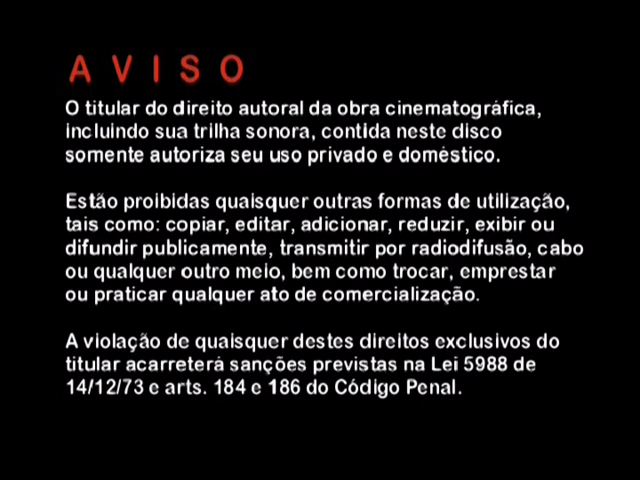 AVISO
O titular do direito autoral da obra cinematográfica,
incluindo sua trilha sonora, contida neste disco
somente autoriza seu uso privado e doméstico.
Estão proibidas quaisquer outras formas de utilização,
tais como: copiar, editar, adicionar, reduzir, exibir ou
difundir publicamente, transmitir por radiodifusão, cabo
ou qualquer outro meio, bem como trocar, emprestar
ou praticar qualquer ato de comercialização.
A violação de quaisquer destes direitos exclusivos do
titular acarreterá sanções previstas na Lei 5988 de
14/12/73 e arts. 184 e 186 do Código Penal.